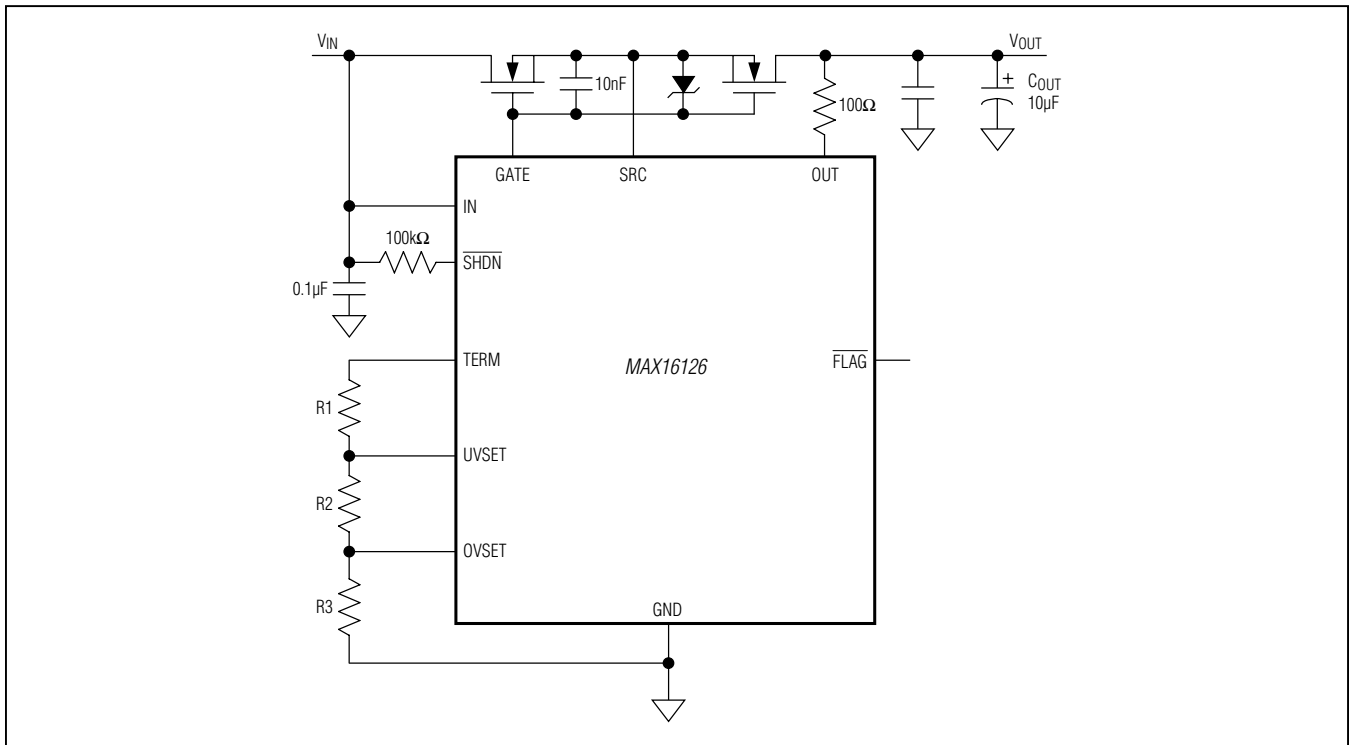 VIN
VOUT
10nF
100Ω
+
COUT
10µF
GATE
SRC
OUT
IN
100kΩ
SHDN
0.1µF
TERM
MAX16126
FLAG
R1
UVSET
R2
OVSET
R3
GND